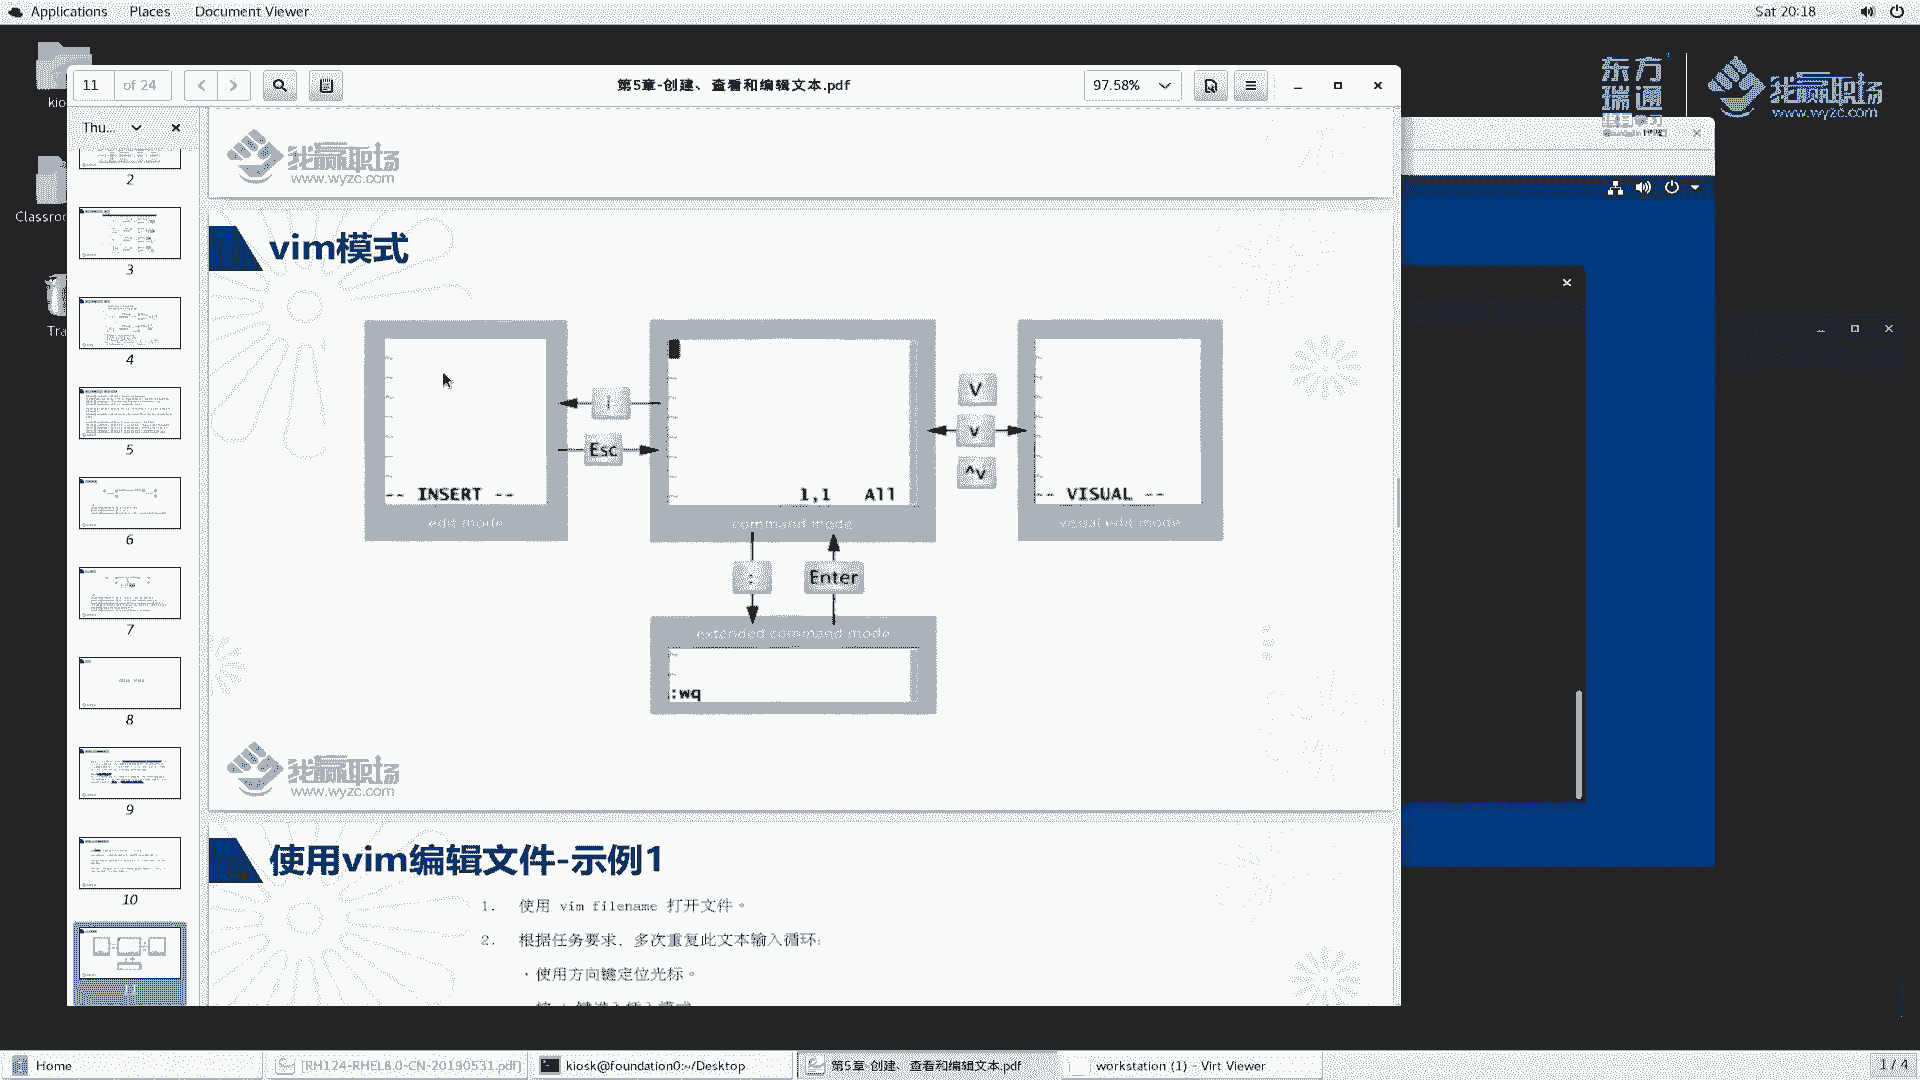 Applications Places Document Viewer Sat 20:18
11 of 24
第5章-创建、查看和编辑文本.pdf
97.58%
Thu...
kio
Classroo
Tra
东方
瑞通
我赢职场
www.wyzc.com
2
3
4
5
6
7
8
9
10
11
我赢职场
www.wyzc.com
vim模式
-- INSERT --
edit mode
i
Esc
1,1 All
command mode
V
v
^v
-- VISUAL --
visual edit mode
:
Enter
extended command mode
:wq
我赢职场
www.wyzc.com
使用vim编辑文件-示例1
1. 使用 vim filename 打开文件。
2. 根据任务要求，多次重复此文本输入循环：
· 使用方向键定位光标。
Home
[RH124-RHEL8.0-CN-20190531.pdf]
kiosk@foundation0:~/Desktop
第5章-创建、查看和编辑文本.pdf
workstation (1) - Virt Viewer
1 / 4